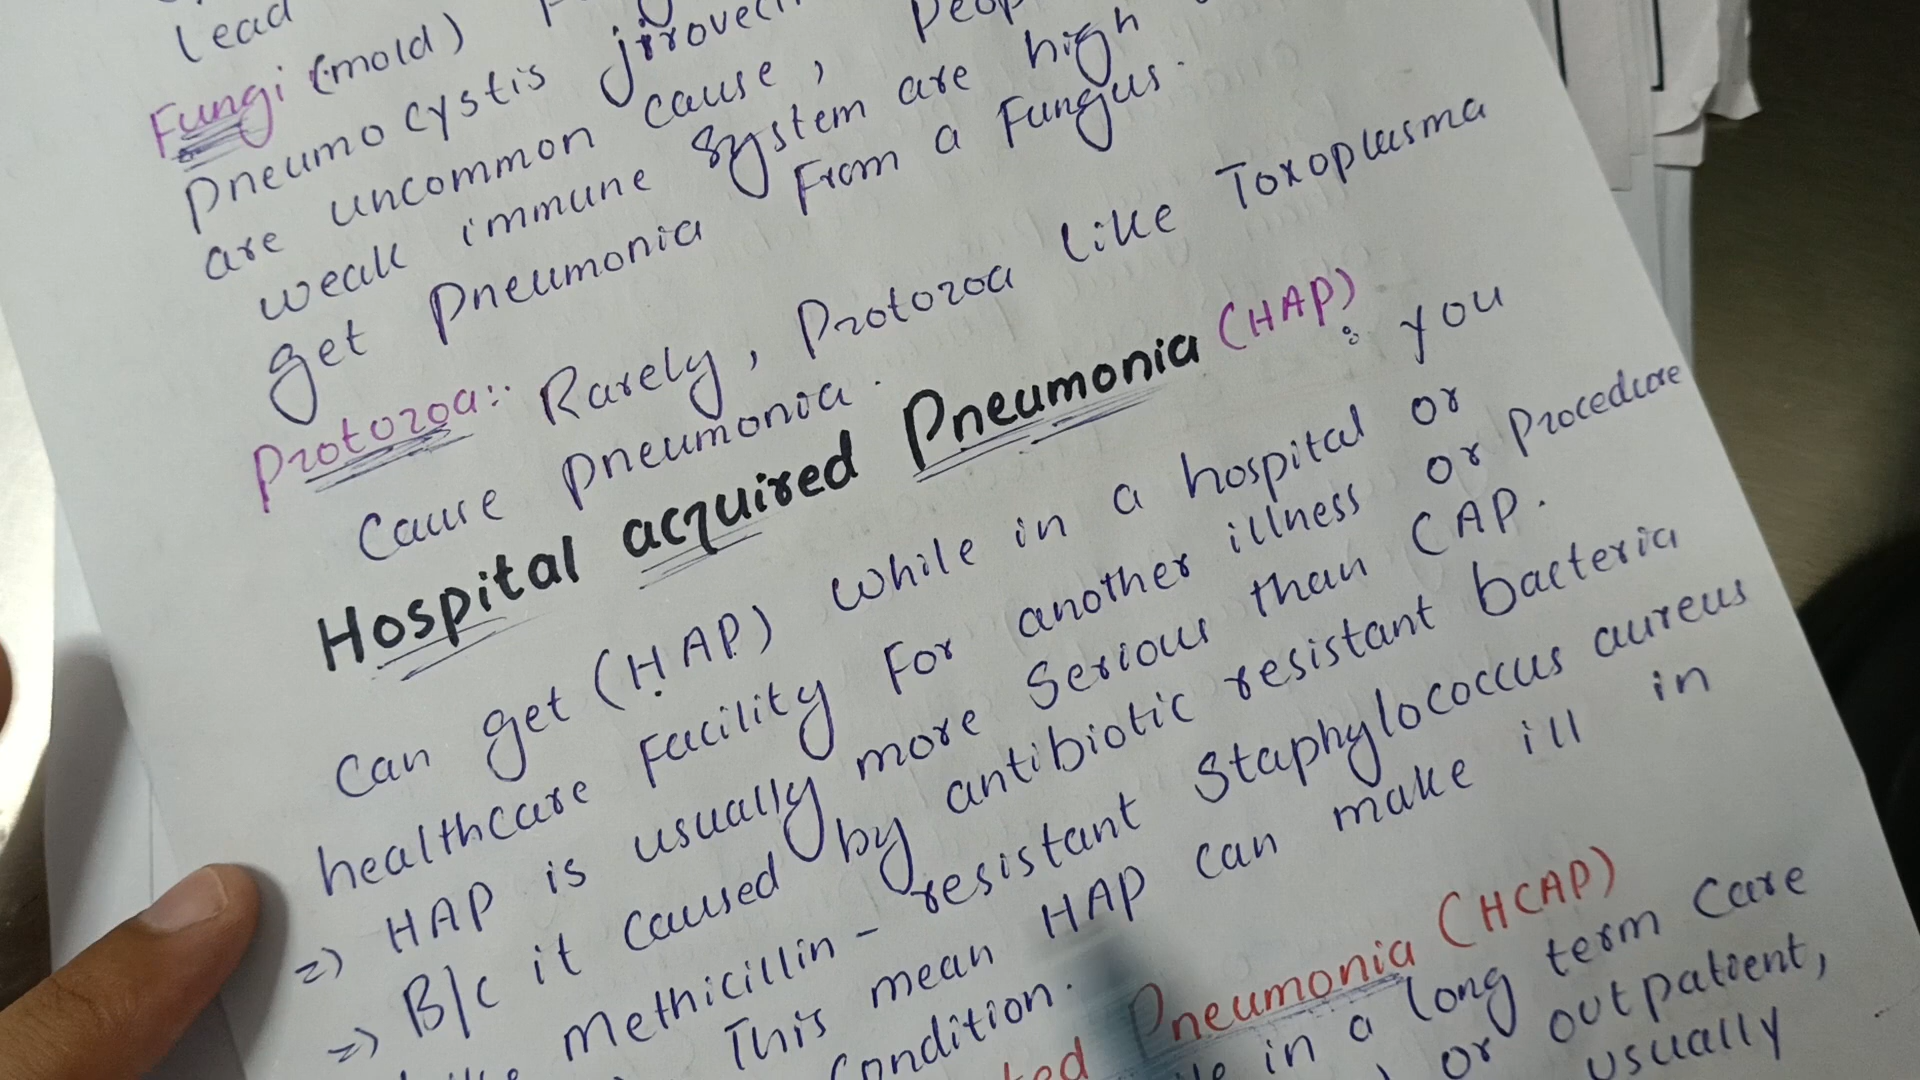 lead
Fungi (mold)
Pneumocystis jiroveci
are uncommon cause, peop
weak immune system are high
get Pneumonia From a Fungus.
Protozoa:: Rarely, Protozoa like Toxoplasma
Cause pneumonia.
Hospital acquired Pneumonia (HAP) : you
Can get (HAP) while in a hospital or
healthcare facility For another illness or Procedure
=) HAP is usually more Serious than CAP.
=) B/c it caused by antibiotic resistant bacteria
Methicillin-resistant Staphylococcus aureus
This mean HAP can make ill in
Condition.
ted Pneumonia (HCAP)
in a long term care
or outpatient,
usually